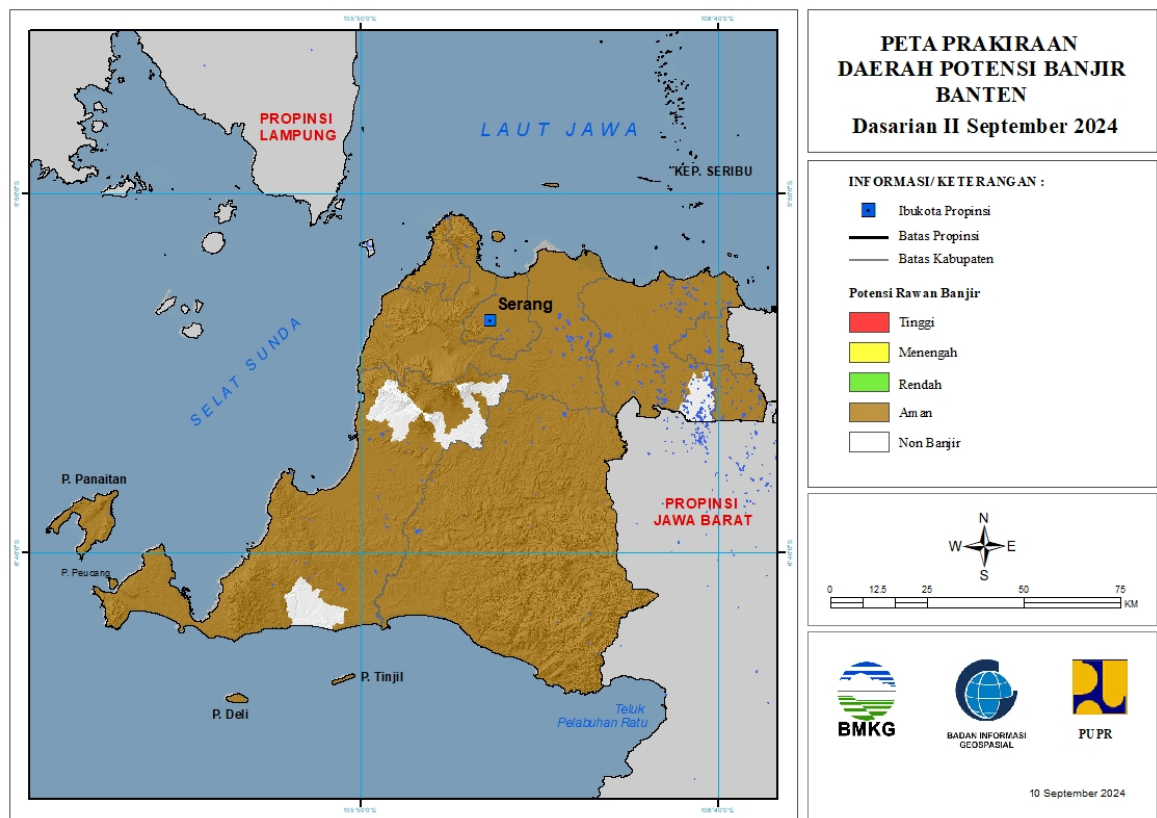 PETA PRAKIRAAN
DAERAH POTENSI BANJIR
BANTEN
Dasarian II September 2024
INFORMASI/KETERANGAN :
Ibukota Propinsi
Batas Propinsi
Batas Kabupaten
Potensi Rawan Banjir
Tinggi
Menengah
Rendah
Aman
Non Banjir
N
W E
S
0 12.5 25 50 75
KM
BMKG
BADAN INFORMASI
GEOSPASIAL
PUPR
10 September 2024
PROPINSI
LAMPUNG
LAUT JAWA
KEP. SERIBU
Serang
SELAT SUNDA
P. Panaitan
PROPINSI
JAWA BARAT
P. Peucang
P. Tinjil
P. Deli
Teluk
Pelabuhan Ratu